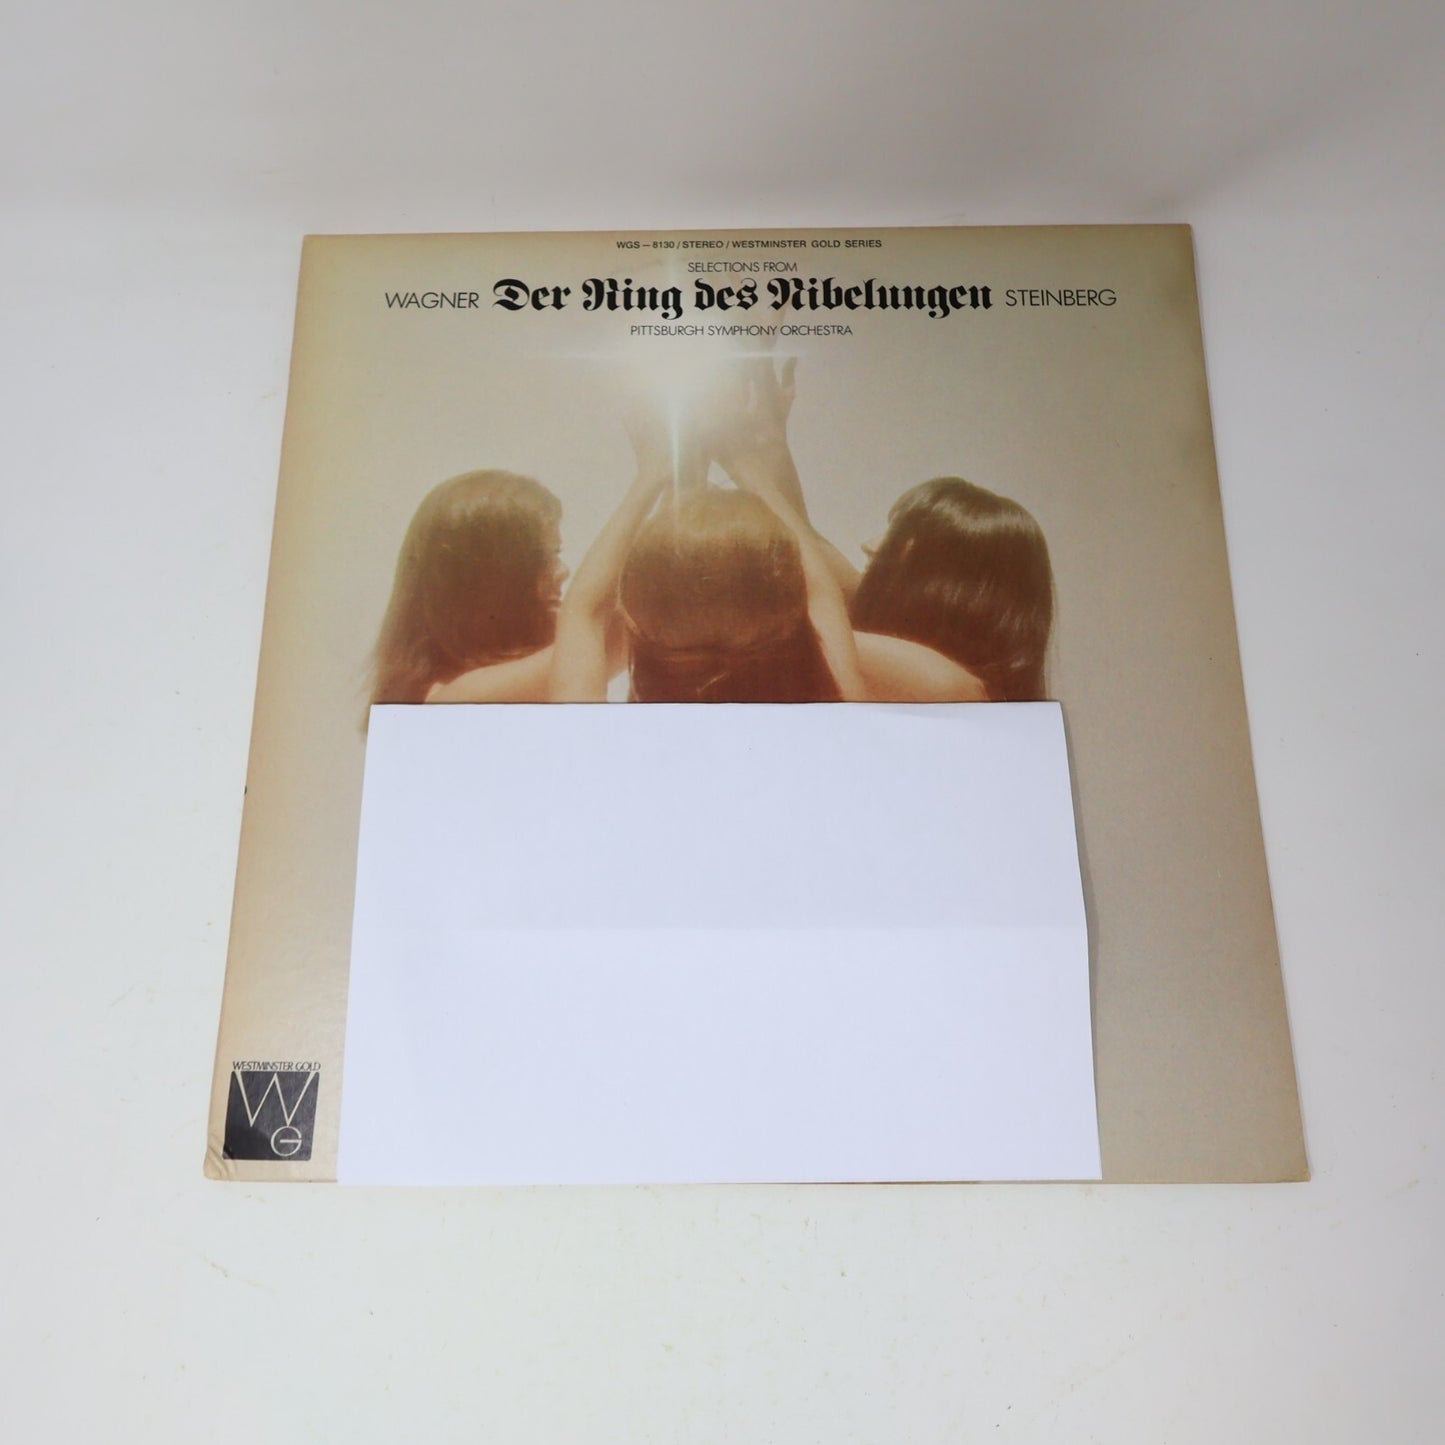 WGS — 8130 / STEREO / WESTMINSTER GOLD SERIES
SELECTIONS FROM
WAGNER Der Ring des Nibelungen STEINBERG
PITTSBURGH SYMPHONY ORCHESTRA
WESTMINSTER GOLD
WG